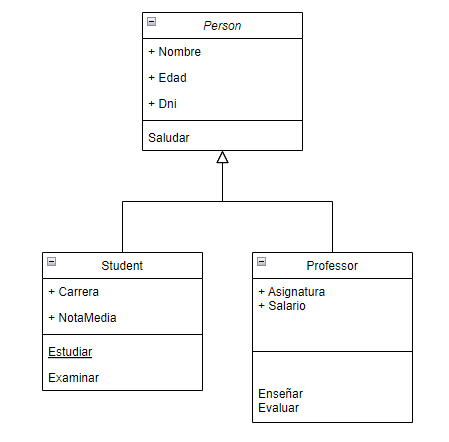 Person
+ Nombre
+ Edad
+ Dni
Saludar
Student
+ Carrera
+ NotaMedia
Estudiar
Examinar
Professor
+ Asignatura
+ Salario
Enseñar
Evaluar